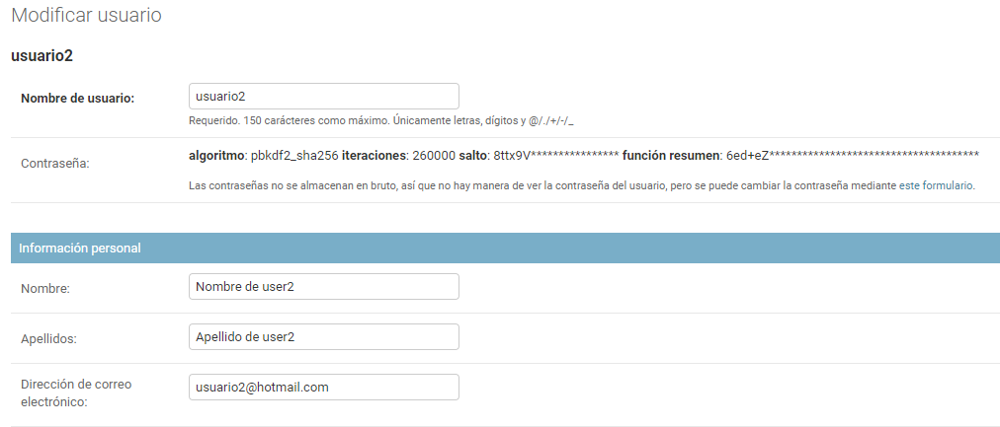 Modificar usuario
usuario2
Nombre de usuario: usuario2
Requerido. 150 carácteres como máximo. Únicamente letras, dígitos y @/./+/-/_
Contraseña: algoritmo: pbkdf2_sha256 iteraciones: 260000 salto: 8ttx9V**************** función resumen: 6ed+eZ**************************************
Las contraseñas no se almacenan en bruto, así que no hay manera de ver la contraseña del usuario, pero se puede cambiar la contraseña mediante este formulario.
Información personal
Nombre: Nombre de user2
Apellidos: Apellido de user2
Dirección de correo
electrónico: usuario2@hotmail.com